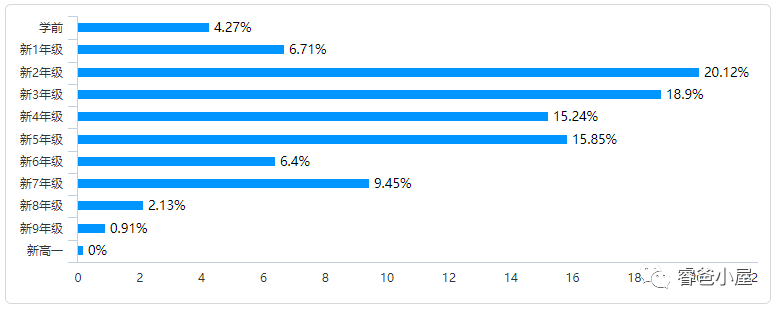 学前 4.27%
新1年级 6.71%
新2年级 20.12%
新3年级 18.9%
新4年级 15.24%
新5年级 15.85%
新6年级 6.4%
新7年级 9.45%
新8年级 2.13%
新9年级 0.91%
新高一 0%
0 2 4 6 8 10 12 14 16 18
睿爸小屋